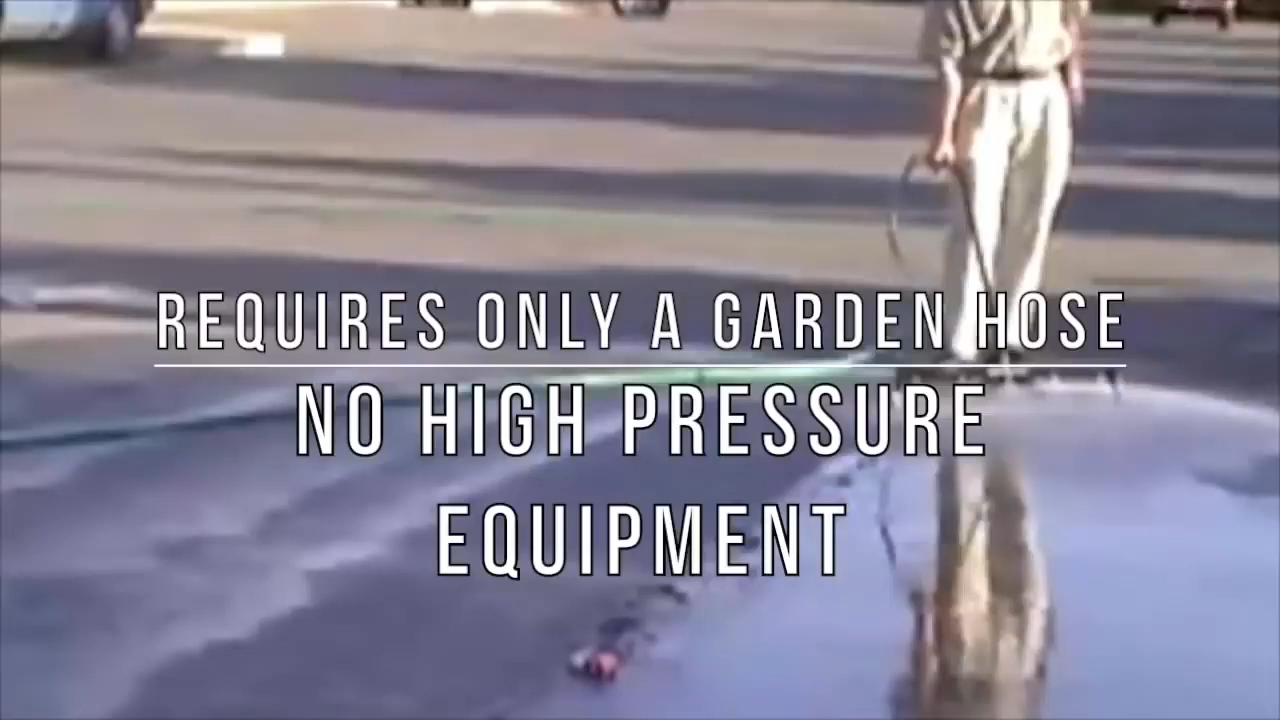 REQUIRES ONLY A GARDEN HOSE
NO HIGH PRESSURE
EQUIPMENT